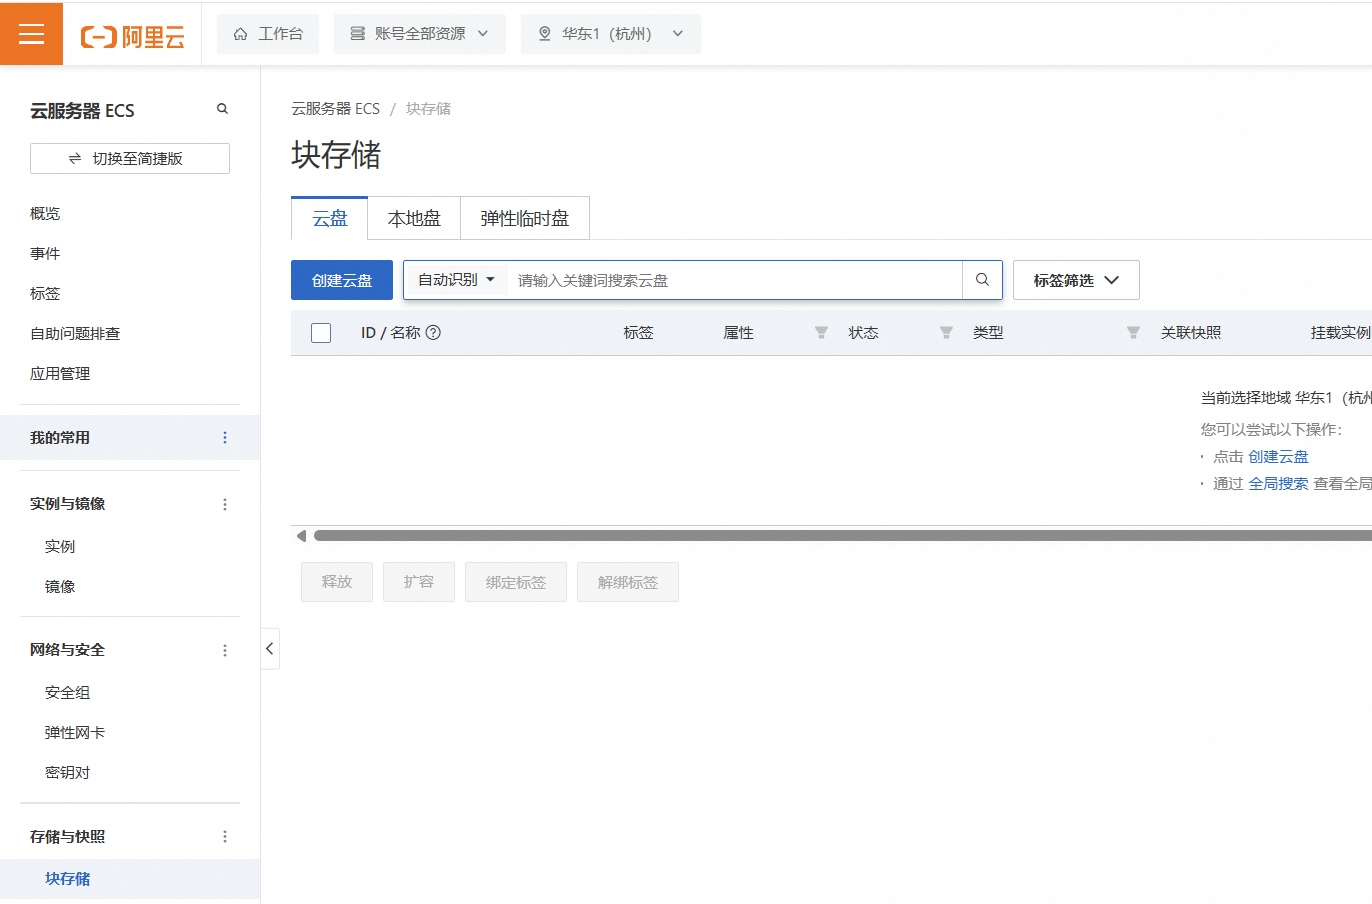 阿里云
工作台
账号全部资源
华东1（杭州）
云服务器 ECS
切换至简捷版
概览
事件
标签
自助问题排查
应用管理
我的常用
实例与镜像
实例
镜像
网络与安全
安全组
弹性网卡
密钥对
存储与快照
块存储
云服务器 ECS / 块存储
块存储
云盘 本地盘 弹性临时盘
创建云盘 自动识别 请输入关键词搜索云盘 标签筛选
ID / 名称 标签 属性 状态 类型 关联快照 挂载实例
当前选择地域 华东1（杭州
您可以尝试以下操作：
· 点击 创建云盘
· 通过 全局搜索 查看全局
释放 扩容 绑定标签 解绑标签